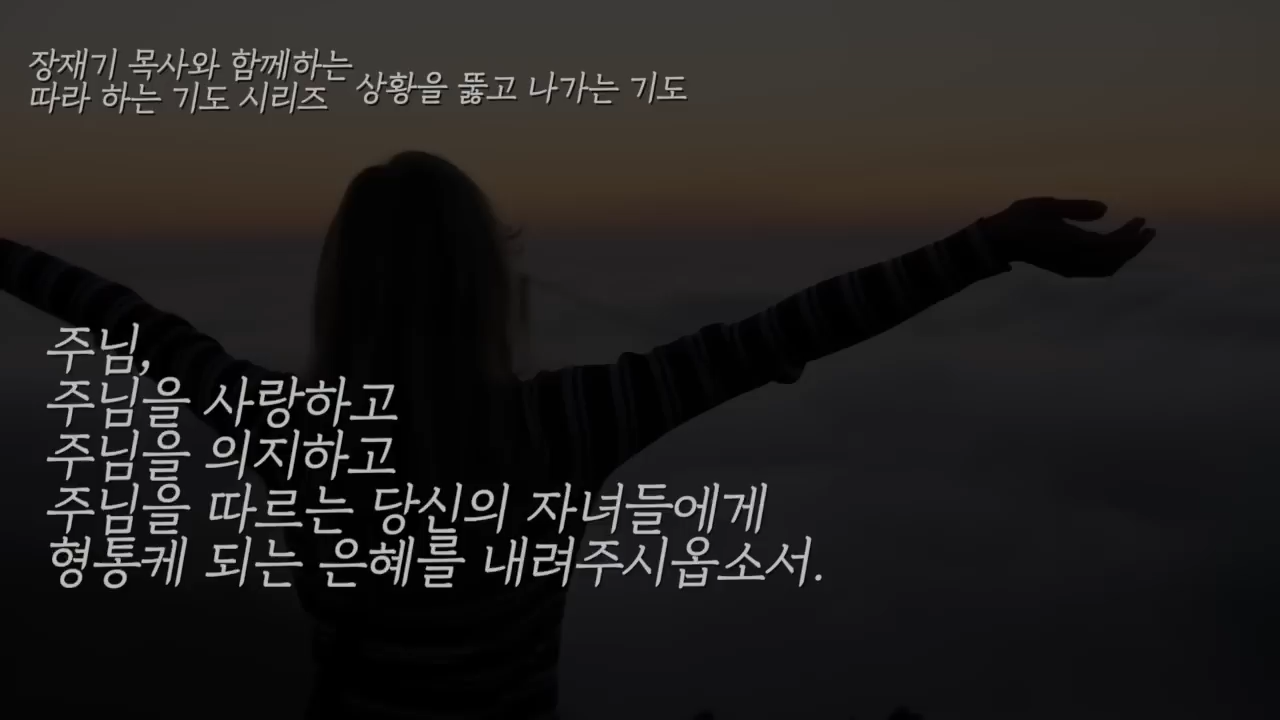 장재기 목사와 함께하는
따라 하는 기도 시리즈
상황을 뚫고 나가는 기도
주님,
주님을 사랑하고
주님을 의지하고
주님을 따르는 당신의 자녀들에게
형통케 되는 은혜를 내려주시옵소서.